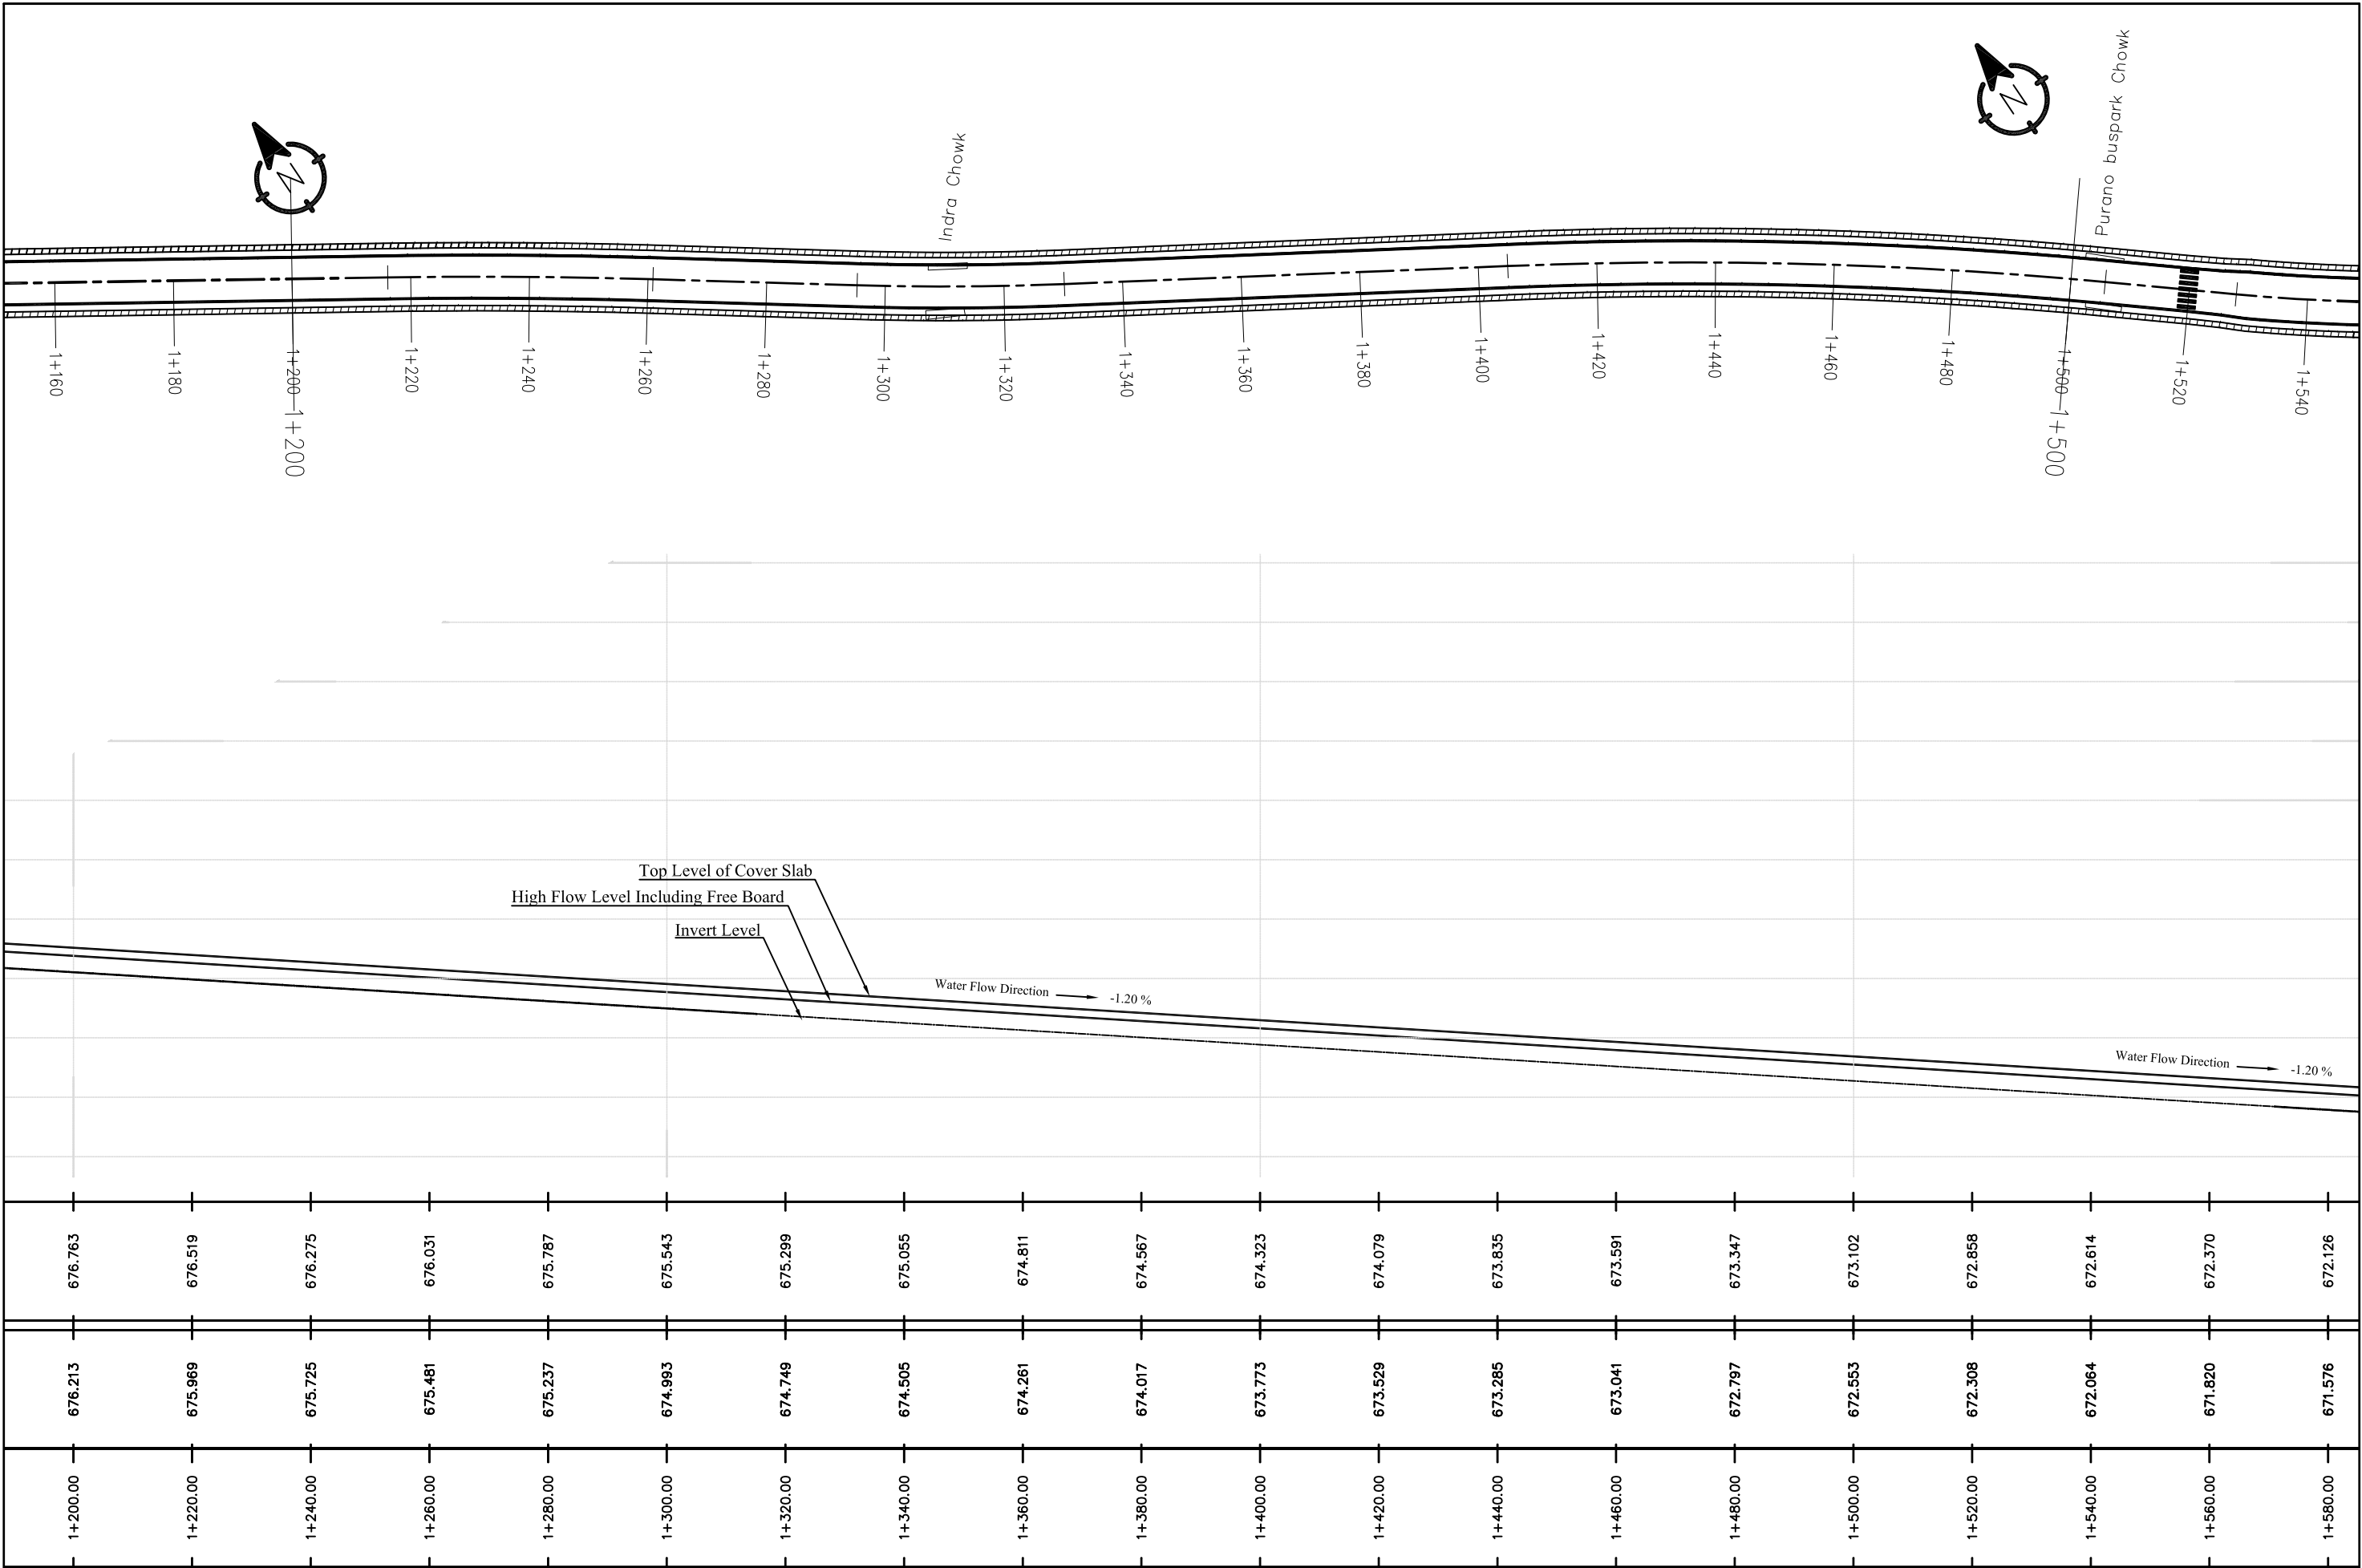 Indra Chowk
Purano buspark Chowk
N
N
1+160
1+180
1+200
1+220
1+240
1+260
1+280
1+300
1+320
1+340
1+360
1+380
1+400
1+420
1+440
1+460
1+480
1+500
1+520
1+540
1+200
1+500
Top Level of Cover Slab
High Flow Level Including Free Board
Invert Level
Water Flow Direction -1.20 %
Water Flow Direction -1.20 %
676.763 676.519 676.275 676.031 675.787 675.543 675.299 675.055 674.811 674.567 674.323 674.079 673.835 673.591 673.347 673.102 672.858 672.614 672.370 672.126
676.213 675.969 675.725 675.481 675.237 674.993 674.749 674.505 674.261 674.017 673.773 673.529 673.285 673.041 672.797 672.553 672.308 672.064 671.820 671.576
1+200.00 1+220.00 1+240.00 1+260.00 1+280.00 1+300.00 1+320.00 1+340.00 1+360.00 1+380.00 1+400.00 1+420.00 1+440.00 1+460.00 1+480.00 1+500.00 1+520.00 1+540.00 1+560.00 1+580.00